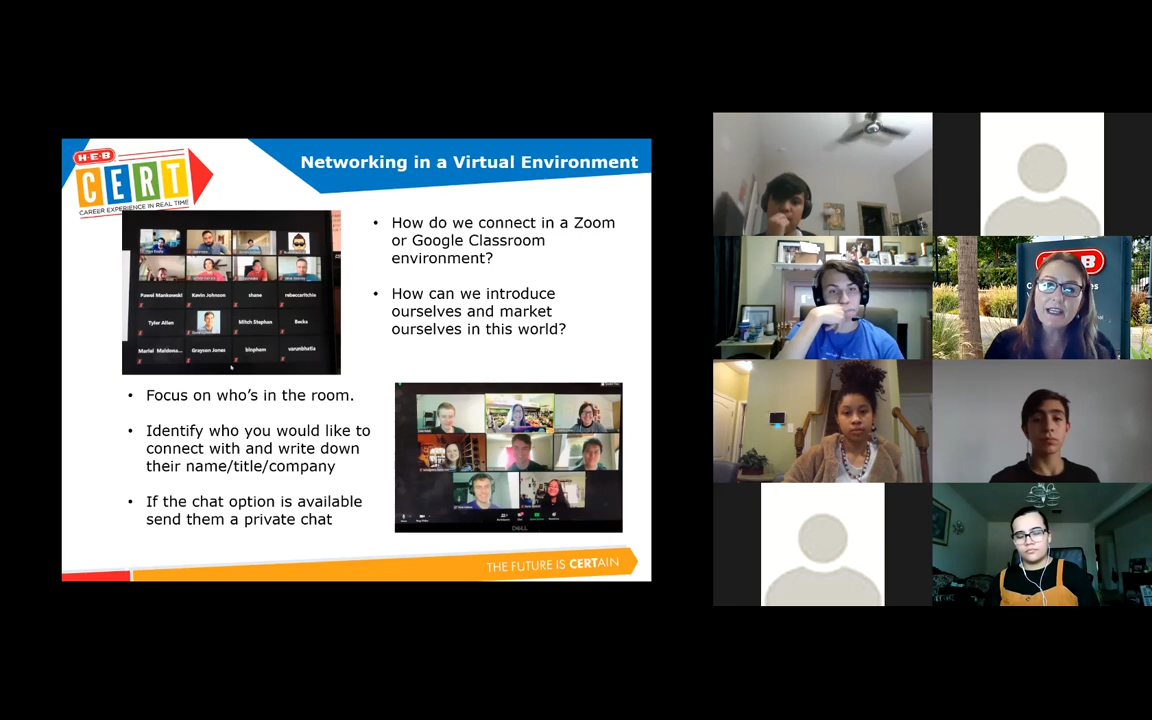 H-E-B
CERT
CAREER EXPERIENCE IN REAL TIME
Networking in a Virtual Environment
• How do we connect in a Zoom
or Google Classroom
environment?
• How can we introduce
ourselves and market
ourselves in this world?
Pawel Mankowski
Kevin Johnson
shane
rebeccaritchie
Tyler Allen
Mitch Stephan
Becks
Grayson Jones
binpham
varunbhatia
• Focus on who's in the room.
• Identify who you would like to
connect with and write down
their name/title/company
• If the chat option is available
send them a private chat
DELL
THE FUTURE IS CERTAIN
H-E-B